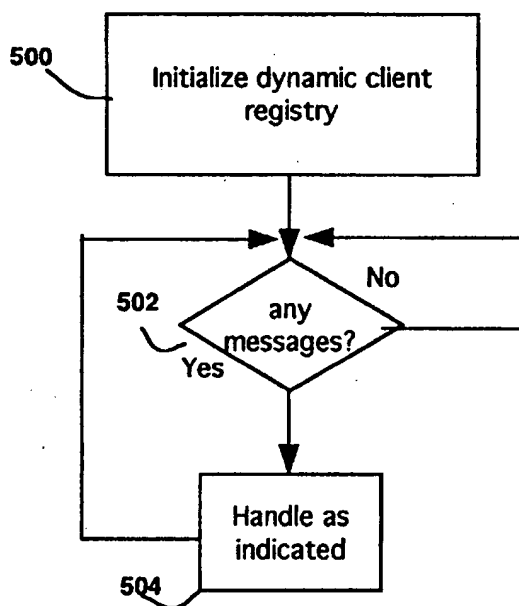 500
Initialize dynamic client
registry
No
502
any
messages?
Yes
Handle as
indicated
504